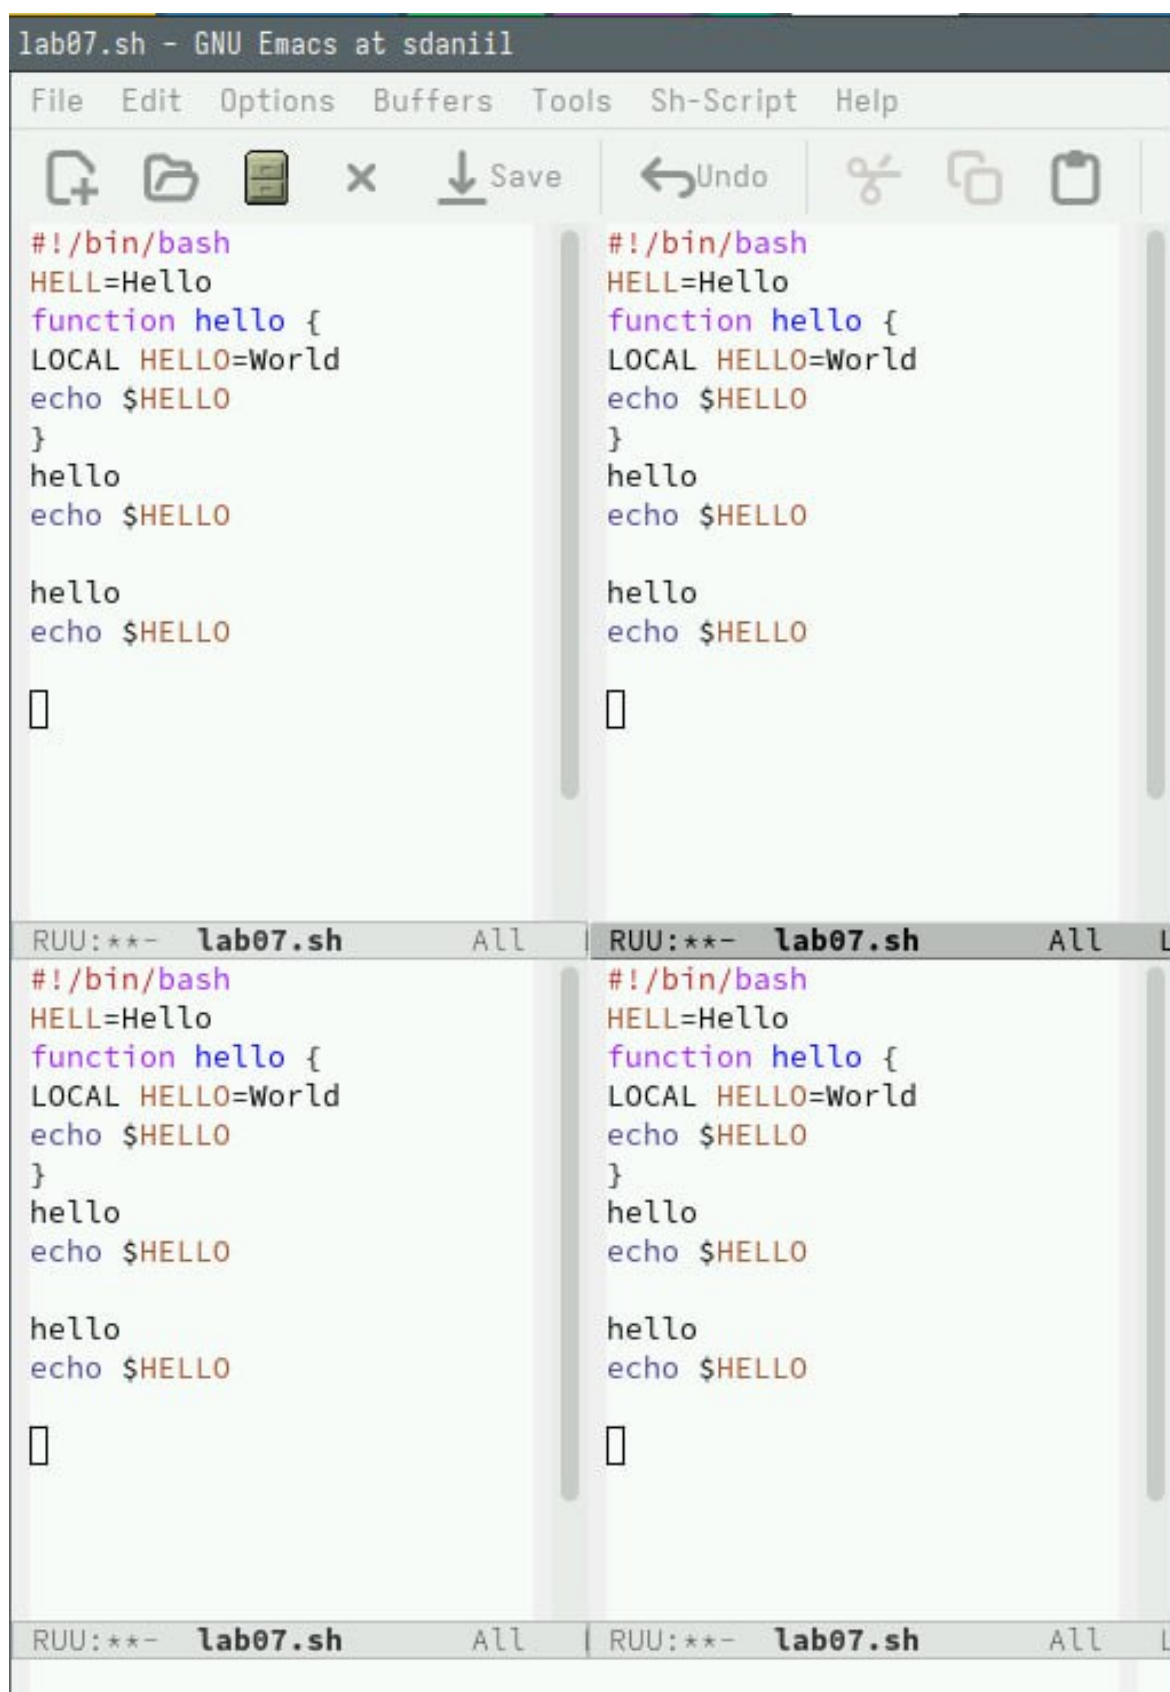 lab07.sh - GNU Emacs at sdaniil
File Edit Options Buffers Tools Sh-Script Help
Save Undo
#!/bin/bash
HELL=Hello
function hello {
LOCAL HELLO=World
echo $HELLO
}
hello
echo $HELLO
hello
echo $HELLO
RUU:**- lab07.sh All
#!/bin/bash
HELL=Hello
function hello {
LOCAL HELLO=World
echo $HELLO
}
hello
echo $HELLO
hello
echo $HELLO
RUU:**- lab07.sh All L
#!/bin/bash
HELL=Hello
function hello {
LOCAL HELLO=World
echo $HELLO
}
hello
echo $HELLO
hello
echo $HELLO
RUU:**- lab07.sh All
#!/bin/bash
HELL=Hello
function hello {
LOCAL HELLO=World
echo $HELLO
}
hello
echo $HELLO
hello
echo $HELLO
RUU:**- lab07.sh All L